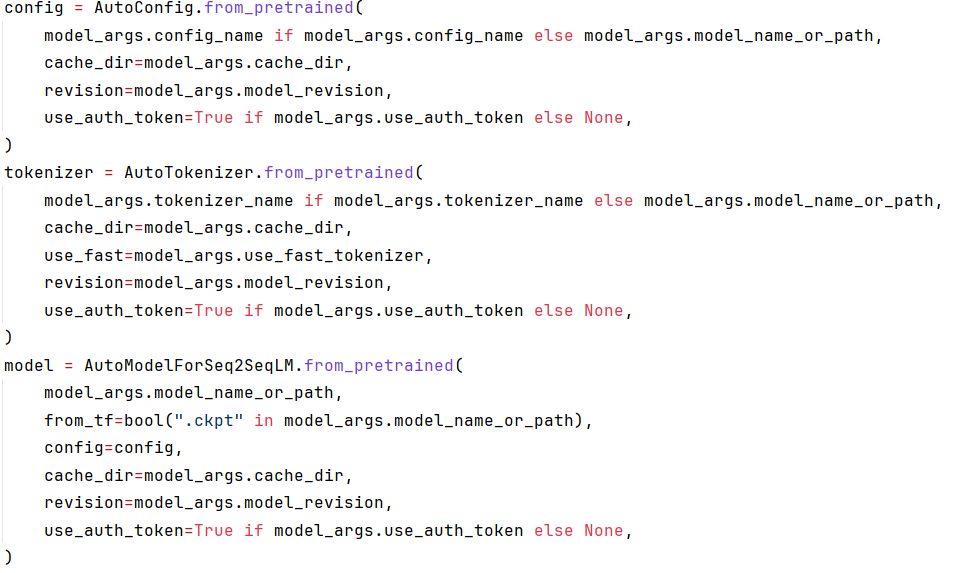 config = AutoConfig.from_pretrained(
    model_args.config_name if model_args.config_name else model_args.model_name_or_path,
    cache_dir=model_args.cache_dir,
    revision=model_args.model_revision,
    use_auth_token=True if model_args.use_auth_token else None,
)
tokenizer = AutoTokenizer.from_pretrained(
    model_args.tokenizer_name if model_args.tokenizer_name else model_args.model_name_or_path,
    cache_dir=model_args.cache_dir,
    use_fast=model_args.use_fast_tokenizer,
    revision=model_args.model_revision,
    use_auth_token=True if model_args.use_auth_token else None,
)
model = AutoModelForSeq2SeqLM.from_pretrained(
    model_args.model_name_or_path,
    from_tf=bool(".ckpt" in model_args.model_name_or_path),
    config=config,
    cache_dir=model_args.cache_dir,
    revision=model_args.model_revision,
    use_auth_token=True if model_args.use_auth_token else None,
)